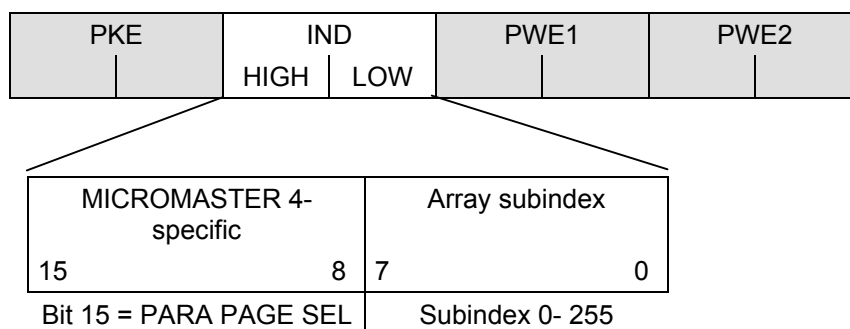 PKE IND PWE1 PWE2
HIGH LOW
MICROMASTER 4- Array subindex
specific
15 8 7 0
Bit 15 = PARA PAGE SEL Subindex 0- 255